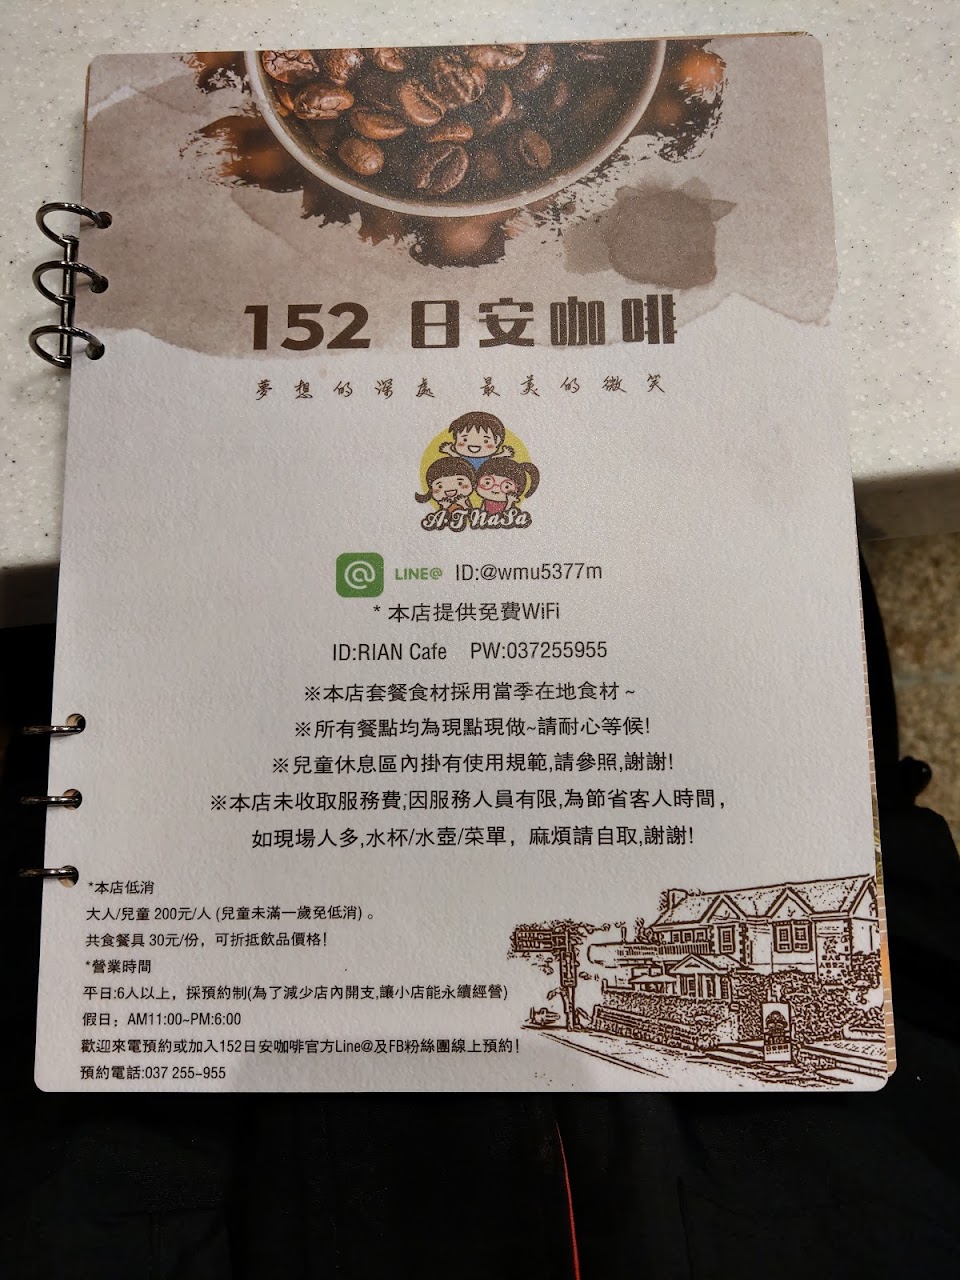 152 日安咖啡
夢想的深處 最美的微笑
A.T NaSa
@ LINE@ ID:@wmu5377m
* 本店提供免費WiFi
ID:RIAN Cafe PW:037255955
※本店套餐食材採用當季在地食材~
※所有餐點均為現點現做~請耐心等候!
※兒童休息區內掛有使用規範,請參照,謝謝!
※本店未收取服務費;因服務人員有限,為節省客人時間,
如現場人多,水杯/水壺/菜單,麻煩請自取,謝謝!
*本店低消
大人/兒童 200元/人 (兒童未滿一歲免低消)。
共食餐具 30元/份,可折抵飲品價格!
*營業時間
平日:6人以上,採預約制(為了減少店內開支,讓小店能永續經營)
假日:AM11:00~PM:6:00
歡迎來電預約或加入152日安咖啡官方Line@及FB粉絲團線上預約!
預約電話:037 255-955